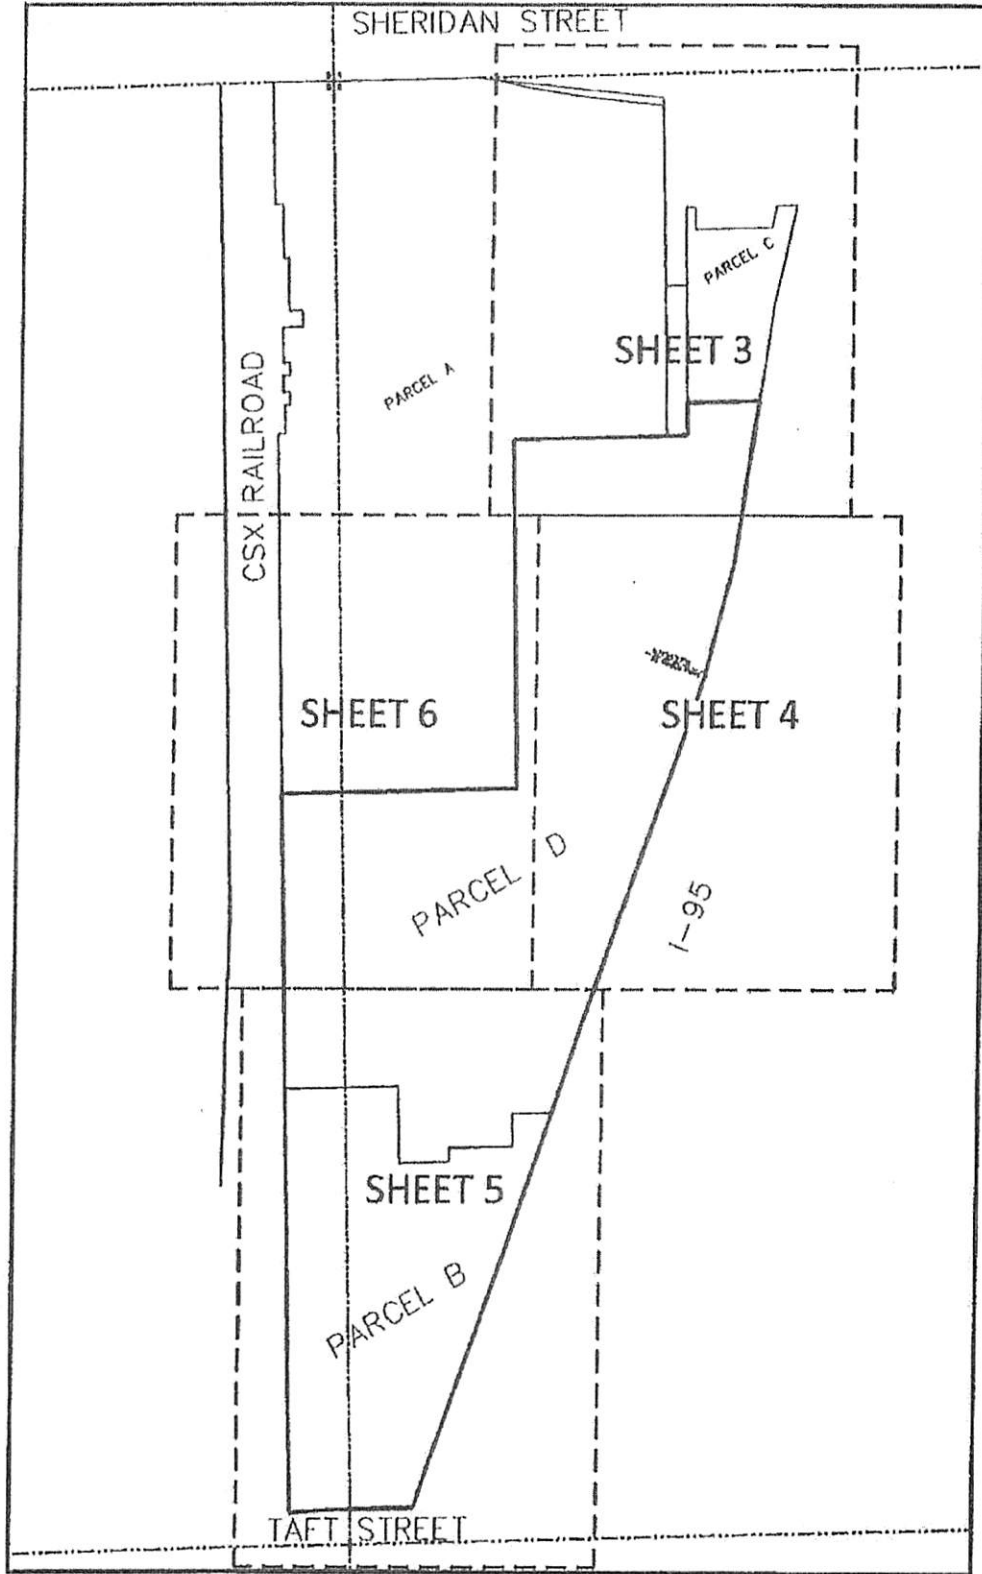 SHERIDAN STREET
PARCEL C
SHEET 3
PARCEL A
CSX RAILROAD
SHEET 6
SHEET 4
PARCEL D
I-95
SHEET 5
PARCEL B
TAFT STREET